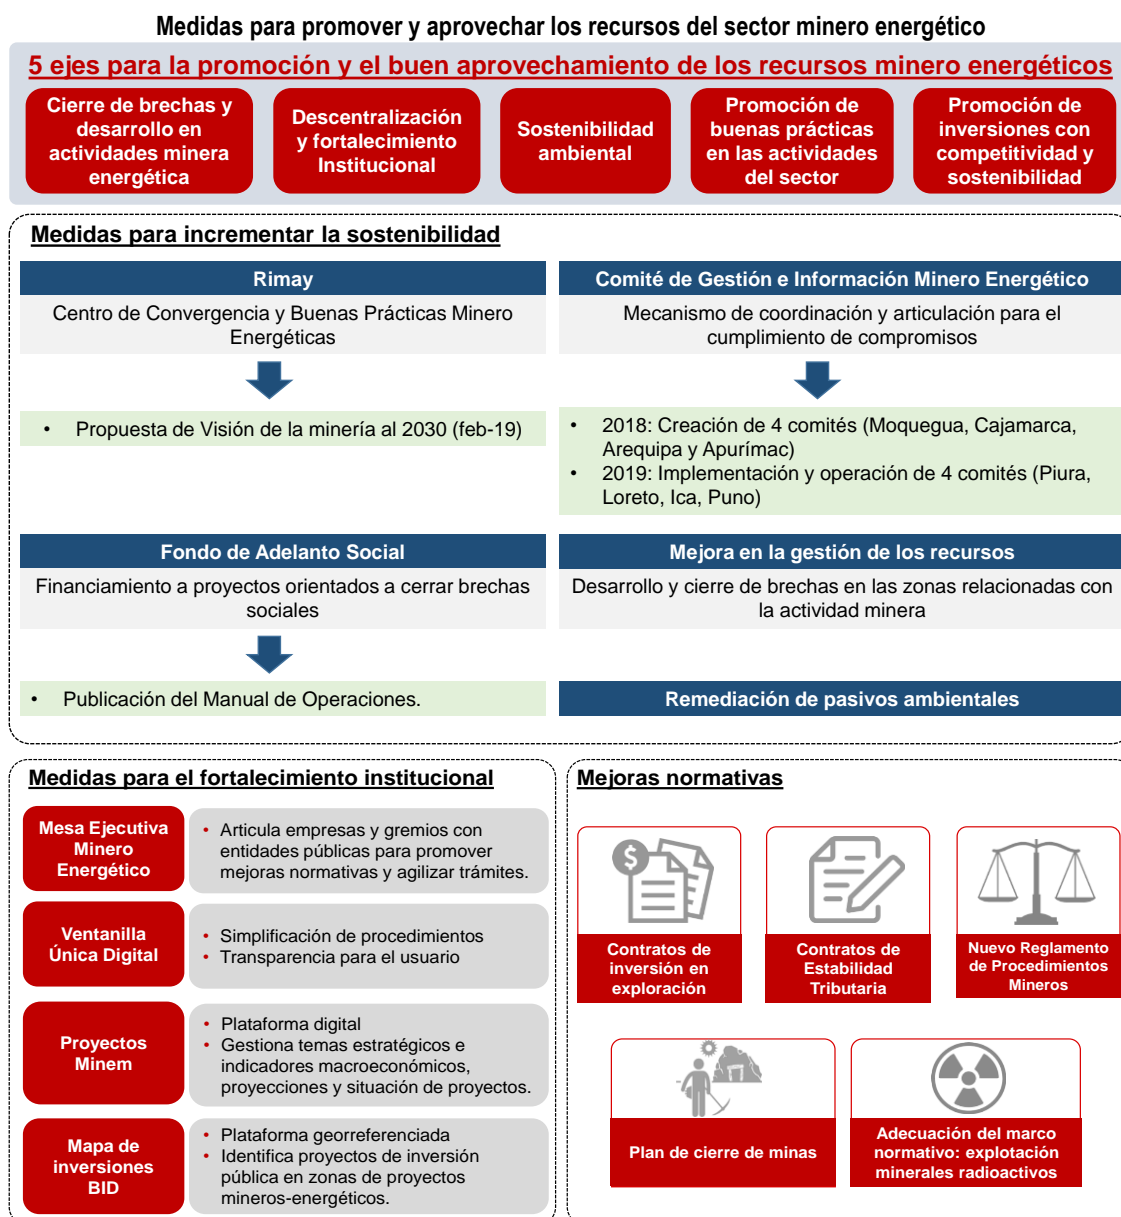 Medidas para promover y aprovechar los recursos del sector minero energético
5 ejes para la promoción y el buen aprovechamiento de los recursos minero energéticos
Cierre de brechas y
desarrollo en
actividades minera
energética
Descentralización
y fortalecimiento
Institucional
Sostenibilidad
ambiental
Promoción de
buenas prácticas
en las actividades
del sector
Promoción de
inversiones con
competitividad y
sostenibilidad
Medidas para incrementar la sostenibilidad
Rimay
Centro de Convergencia y Buenas Prácticas Minero
Energéticas
• Propuesta de Visión de la minería al 2030 (feb-19)
Comité de Gestión e Información Minero Energético
Mecanismo de coordinación y articulación para el
cumplimiento de compromisos
• 2018: Creación de 4 comités (Moquegua, Cajamarca,
Arequipa y Apurímac)
• 2019: Implementación y operación de 4 comités (Piura,
Loreto, Ica, Puno)
Fondo de Adelanto Social
Financiamiento a proyectos orientados a cerrar brechas
sociales
• Publicación del Manual de Operaciones.
Mejora en la gestión de los recursos
Desarrollo y cierre de brechas en las zonas relacionadas con
la actividad minera
Remediación de pasivos ambientales
Medidas para el fortalecimiento institucional
Mesa Ejecutiva
Minero
Energético
• Articula empresas y gremios con
entidades públicas para promover
mejoras normativas y agilizar trámites.
Ventanilla
Única Digital
• Simplificación de procedimientos
• Transparencia para el usuario
Proyectos
Minem
• Plataforma digital
• Gestiona temas estratégicos e
indicadores macroeconómicos,
proyecciones y situación de proyectos.
Mapa de
inversiones
BID
• Plataforma georreferenciada
• Identifica proyectos de inversión
pública en zonas de proyectos
mineros-energéticos.
Mejoras normativas
$
Contratos de
inversión en
exploración
Contratos de
Estabilidad
Tributaria
Nuevo Reglamento
de Procedimientos
Mineros
Plan de cierre de minas
Adecuación del marco
normativo: explotación
minerales radioactivos